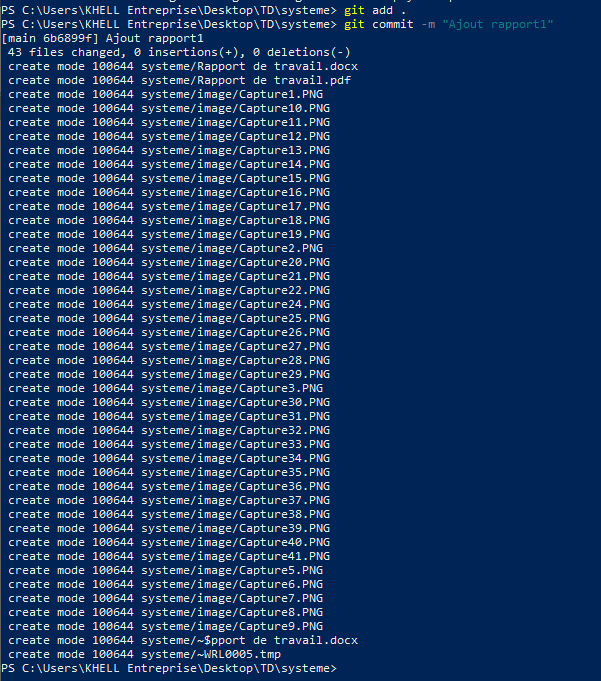 PS C:\Users\KHELL Entreprise\Desktop\TD\systeme> git add .
PS C:\Users\KHELL Entreprise\Desktop\TD\systeme> git commit -m "Ajout rapport1"
[main 6b6899f] Ajout rapport1
 43 files changed, 0 insertions(+), 0 deletions(-)
 create mode 100644 systeme/Rapport de travail.docx
 create mode 100644 systeme/Rapport de travail.pdf
 create mode 100644 systeme/image/Capture1.PNG
 create mode 100644 systeme/image/Capture10.PNG
 create mode 100644 systeme/image/Capture11.PNG
 create mode 100644 systeme/image/Capture12.PNG
 create mode 100644 systeme/image/Capture13.PNG
 create mode 100644 systeme/image/Capture14.PNG
 create mode 100644 systeme/image/Capture15.PNG
 create mode 100644 systeme/image/Capture16.PNG
 create mode 100644 systeme/image/Capture17.PNG
 create mode 100644 systeme/image/Capture18.PNG
 create mode 100644 systeme/image/Capture19.PNG
 create mode 100644 systeme/image/Capture2.PNG
 create mode 100644 systeme/image/Capture20.PNG
 create mode 100644 systeme/image/Capture21.PNG
 create mode 100644 systeme/image/Capture22.PNG
 create mode 100644 systeme/image/Capture24.PNG
 create mode 100644 systeme/image/Capture25.PNG
 create mode 100644 systeme/image/Capture26.PNG
 create mode 100644 systeme/image/Capture27.PNG
 create mode 100644 systeme/image/Capture28.PNG
 create mode 100644 systeme/image/Capture29.PNG
 create mode 100644 systeme/image/Capture3.PNG
 create mode 100644 systeme/image/Capture30.PNG
 create mode 100644 systeme/image/Capture31.PNG
 create mode 100644 systeme/image/Capture32.PNG
 create mode 100644 systeme/image/Capture33.PNG
 create mode 100644 systeme/image/Capture34.PNG
 create mode 100644 systeme/image/Capture35.PNG
 create mode 100644 systeme/image/Capture36.PNG
 create mode 100644 systeme/image/Capture37.PNG
 create mode 100644 systeme/image/Capture38.PNG
 create mode 100644 systeme/image/Capture39.PNG
 create mode 100644 systeme/image/Capture40.PNG
 create mode 100644 systeme/image/Capture41.PNG
 create mode 100644 systeme/image/Capture5.PNG
 create mode 100644 systeme/image/Capture6.PNG
 create mode 100644 systeme/image/Capture7.PNG
 create mode 100644 systeme/image/Capture8.PNG
 create mode 100644 systeme/image/Capture9.PNG
 create mode 100644 systeme/~$pport de travail.docx
 create mode 100644 systeme/~WRL0005.tmp
PS C:\Users\KHELL Entreprise\Desktop\TD\systeme>